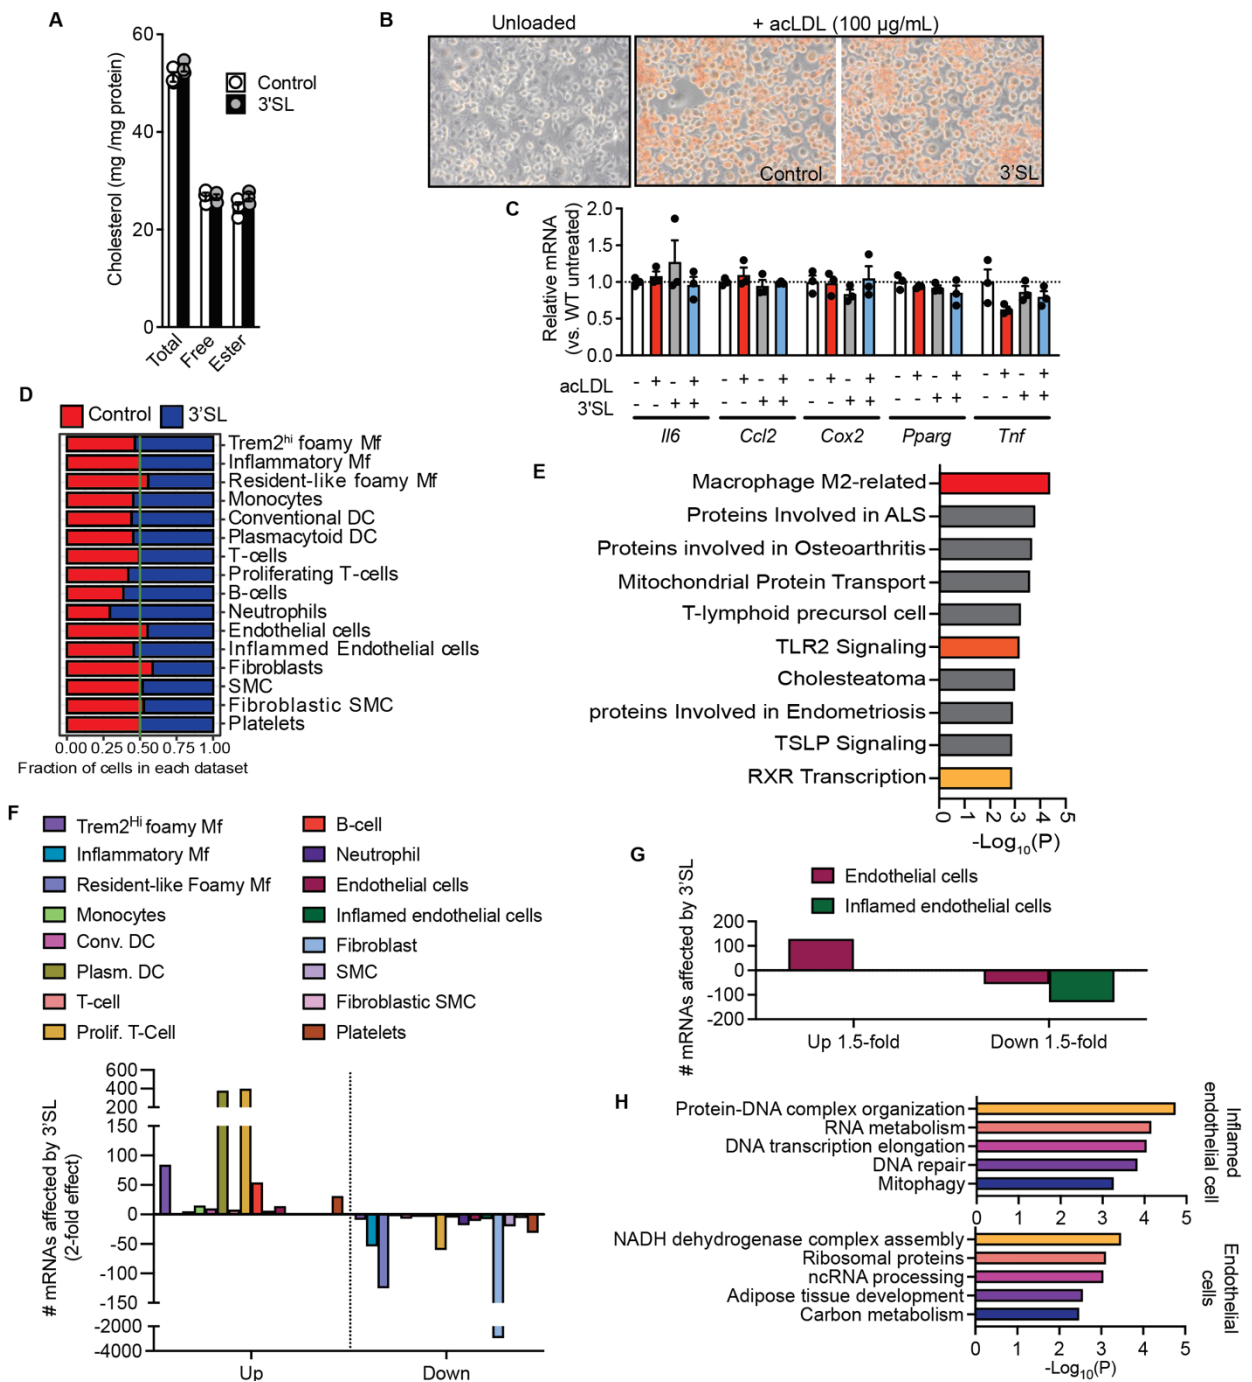 A
60
40
20
0
Cholesterol (mg /mg protein)
Control
3'SL
Total
Free
Ester
B
Unloaded
+ acLDL (100 µg/mL)
Control
3'SL
C
Relative mRNA
(vs. WT untreated)
2.0
1.5
1.0
0.5
0.0
acLDL
- + - + - + - + - + - + - + - + - + - +
3'SL
- - + + - - + + - - + + - - + + - - + +
Il6
Ccl2
Cox2
Pparg
Tnf
D
Control
3'SL
Trem2hi foamy Mf
Inflammatory Mf
Resident-like foamy Mf
Monocytes
Conventional DC
Plasmacytoid DC
T-cells
Proliferating T-cells
B-cells
Neutrophils
Endothelial cells
Inflammed Endothelial cells
Fibroblasts
SMC
Fibroblastic SMC
Platelets
0.00 0.25 0.50 0.75 1.00
Fraction of cells in each dataset
E
Macrophage M2-related
Proteins Involved in ALS
Proteins involved in Osteoarthritis
Mitochondrial Protein Transport
T-lymphoid precursol cell
TLR2 Signaling
Cholesteatoma
proteins Involved in Endometriosis
TSLP Signaling
RXR Transcription
0 1 2 3 4 5
-Log10(P)
F
Trem2Hi foamy Mf
Inflammatory Mf
Resident-like Foamy Mf
Monocytes
Conv. DC
Plasm. DC
T-cell
Prolif. T-Cell
B-cell
Neutrophil
Endothelial cells
Inflamed endothelial cells
Fibroblast
SMC
Fibroblastic SMC
Platelets
# mRNAs affected by 3'SL
(2-fold effect)
600
400
200
150
100
50
0
-50
-100
-150
-2000
-4000
Up
Down
G
Endothelial cells
Inflamed endothelial cells
# mRNAs affected by 3'SL
200
100
0
-100
-200
Up 1.5-fold
Down 1.5-fold
H
Protein-DNA complex organization
RNA metabolism
DNA transcription elongation
DNA repair
Mitophagy
0 1 2 3 4 5
Inflamed
endothelial cell
NADH dehydrogenase complex assembly
Ribosomal proteins
ncRNA processing
Adipose tissue development
Carbon metabolism
0 1 2 3 4 5
-Log10(P)
Endothelial
cells